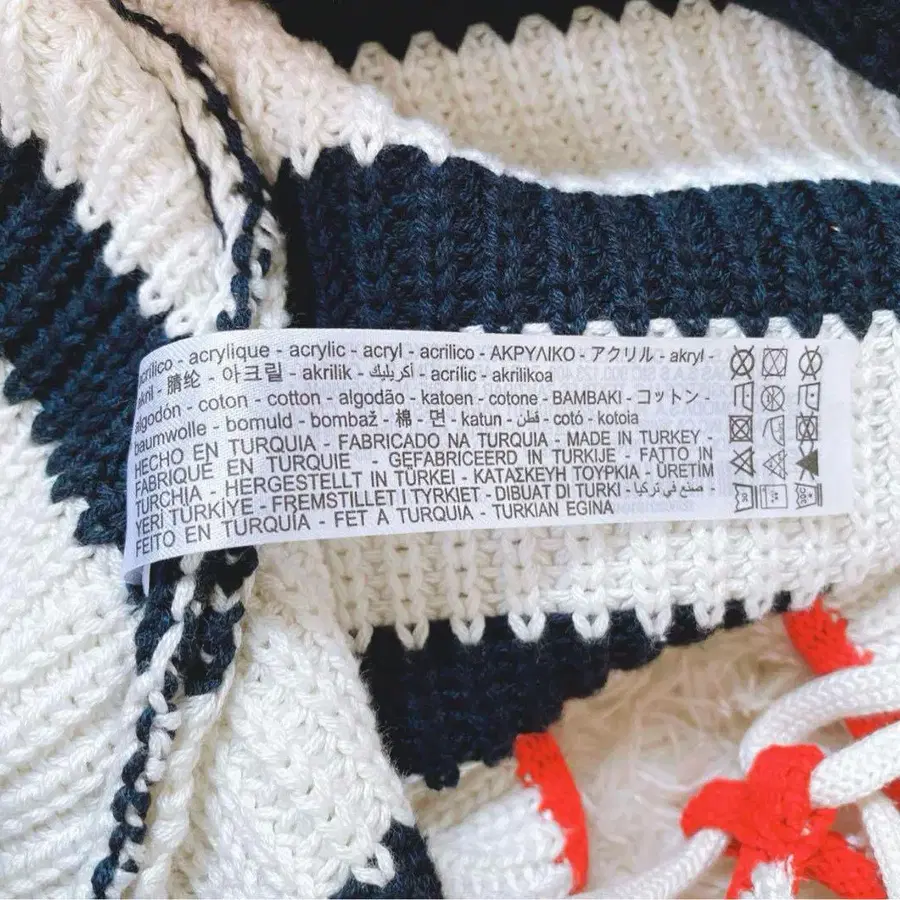 acrílico - acrylique - acrylic - acryl - acrilico - ΑΚΡΥΛΙΚΟ - アクリル - akryl -
akril - 腈纶 - 아크릴 - akrilik - أكريليك - acrílic - akrilikoa
algodón - coton - cotton - algodão - katoen - cotone - ΒΑΜΒΑΚΙ - コットン -
baumwolle - bomuld - bombaž - 棉 - 면 - katun - قطن - cotó - kotoia
HECHO EN TURQUIA - FABRICADO NA TURQUIA - MADE IN TURKEY -
FABRIQUÉ EN TURQUIE - GEFABRICEERD IN TURKIJE - FATTO IN
TURCHIA - HERGESTELLT IN TÜRKEI - ΚΑΤΑΣΚΕΥΗ ΤΟΥΡΚΙΑ - ÜRETİM
YERİ TÜRKİYE - FREMSTILLET I TYRKIET - DIBUAT DI TURKI - صنع في تركيا -
FEITO EN TURQUÍA - FET A TURQUIA - TURKIAN EGINA